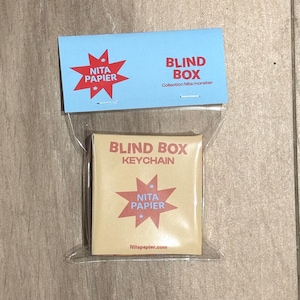 NITA
PAPIER
BLIND
BOX
Collection Nita monster
BLIND BOX
KEYCHAIN
NITA
PAPIER
Nitapapier.com